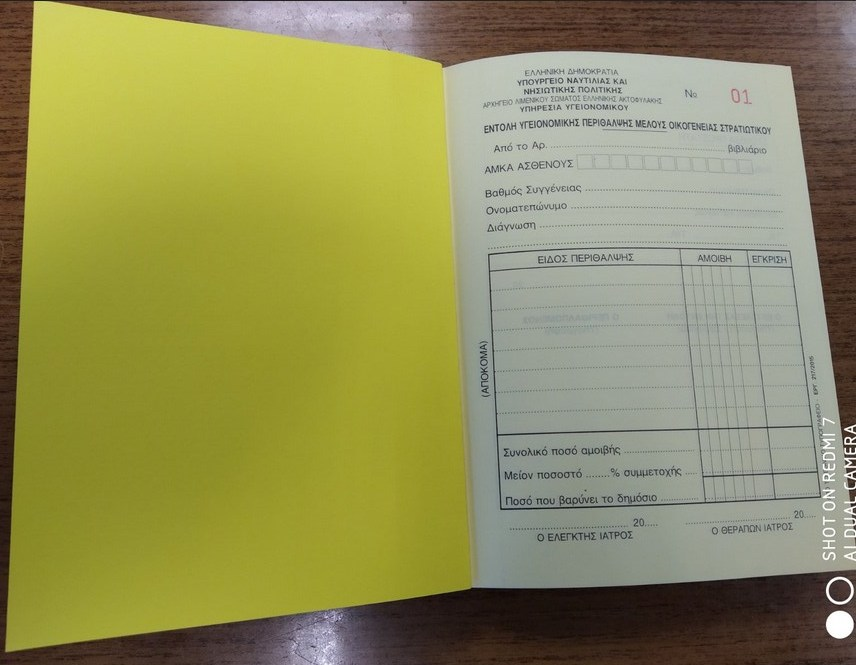 ΕΛΛΗΝΙΚΗ ΔΗΜΟΚΡΑΤΙΑ
ΥΠΟΥΡΓΕΙΟ ΝΑΥΤΙΛΙΑΣ ΚΑΙ
ΝΗΣΙΩΤΙΚΗΣ ΠΟΛΙΤΙΚΗΣ
ΑΡΧΗΓΕΙΟ ΛΙΜΕΝΙΚΟΥ ΣΩΜΑΤΟΣ ΕΛΛΗΝΙΚΗΣ ΑΚΤΟΦΥΛΑΚΗΣ
ΥΠΗΡΕΣΙΑ ΥΓΕΙΟΝΟΜΙΚΟΥ
№ 01
ΕΝΤΟΛΗ ΥΓΕΙΟΝΟΜΙΚΗΣ ΠΕΡΙΘΑΛΨΗΣ ΜΕΛΟΥΣ ΟΙΚΟΓΕΝΕΙΑΣ ΣΤΡΑΤΙΩΤΙΚΟΥ
Από το Αρ. .......... βιβλιάριο
ΑΜΚΑ ΑΣΘΕΝΟΥΣ
Βαθμός Συγγένειας
Ονοματεπώνυμο
Διάγνωση
ΕΙΔΟΣ ΠΕΡΙΘΑΛΨΗΣ ΑΜΟΙΒΗ ΕΓΚΡΙΣΗ
(ΑΠΟΚΟΜΑ)
Συνολικό ποσό αμοιβής
Μείον ποσοστό ........% συμμετοχής
Ποσό που βαρύνει το δημόσιο
20..... 20.....
Ο ΕΛΕΓΚΤΗΣ ΙΑΤΡΟΣ Ο ΘΕΡΑΠΩΝ ΙΑΤΡΟΣ
SHOT ON REDMI 7
AI DUAL CAMERA